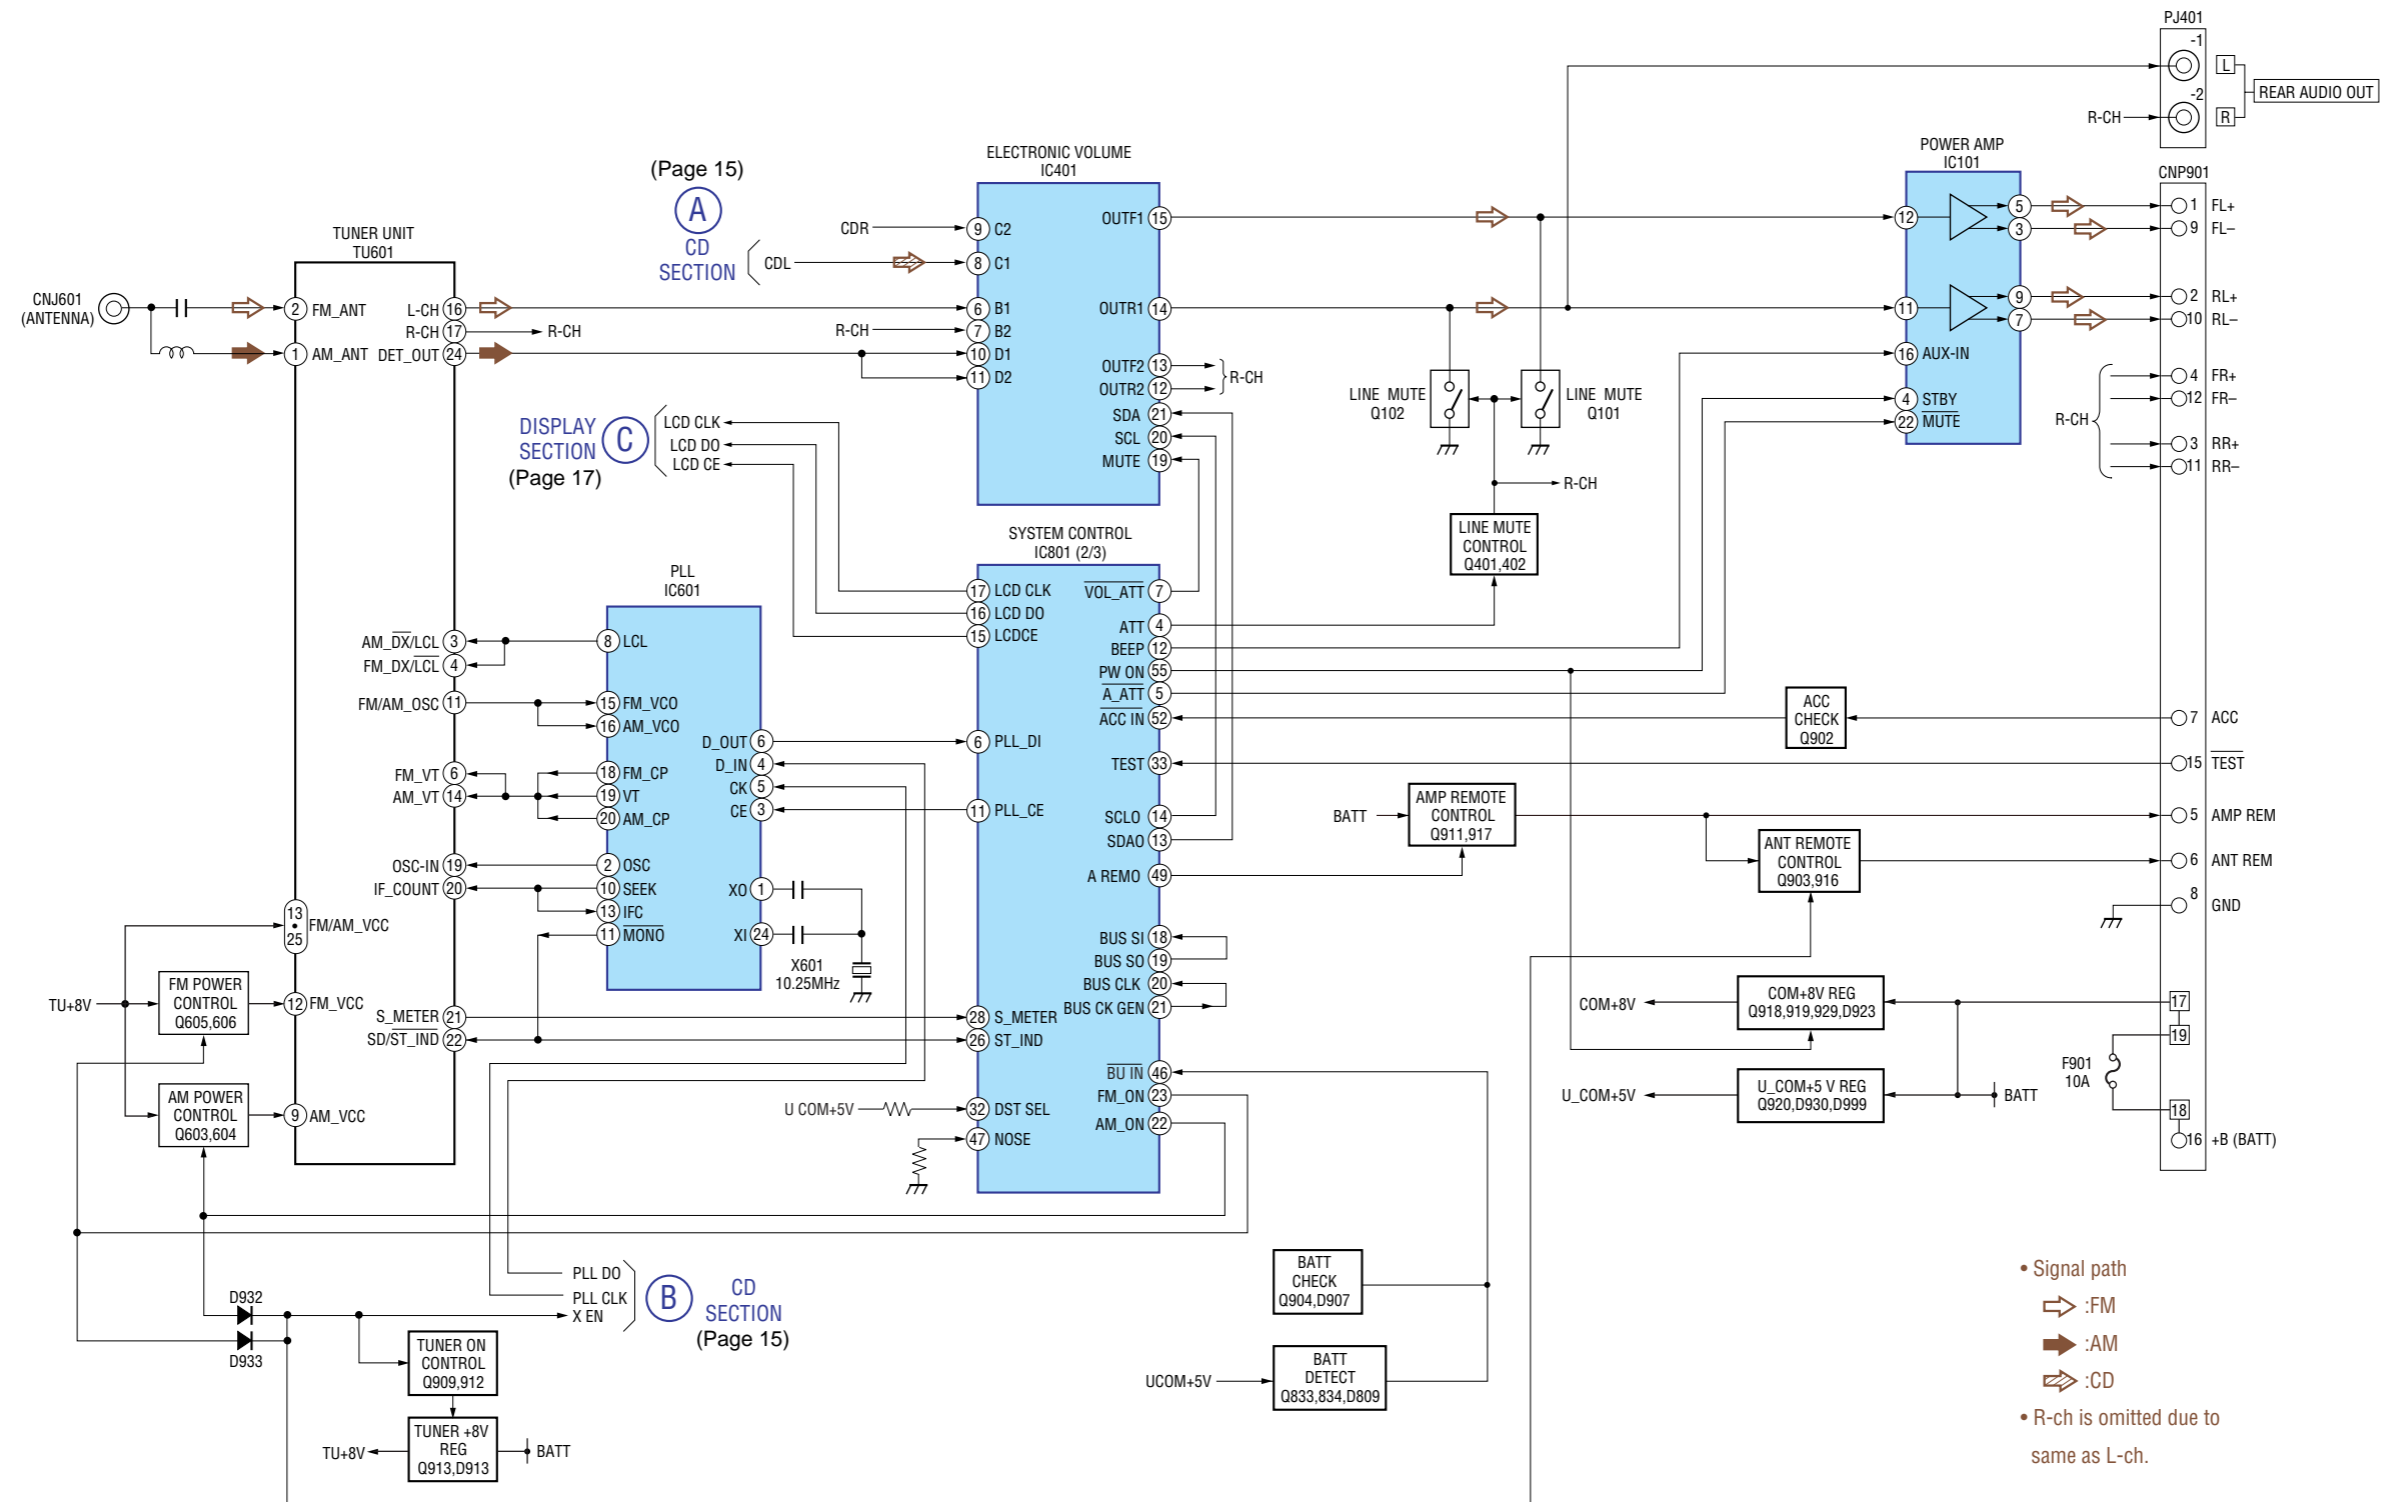 PJ401
-1
L
REAR AUDIO OUT
-2
R-CH
R
(Page 15)
A
CD
SECTION
CDR
CDL
ELECTRONIC VOLUME
IC401
9 C2
8 C1
6 B1
R-CH
7 B2
10 D1
11 D2
OUTF1 15
OUTR1 14
OUTF2 13
OUTR2 12
R-CH
SDA 21
SCL 20
MUTE 19
POWER AMP
IC101
12
5
3
11
9
7
16 AUX-IN
4 STBY
22 MUTE
CNP901
1 FL+
9 FL–
2 RL+
10 RL–
R-CH
4 FR+
12 FR–
3 RR+
11 RR–
7 ACC
15 TEST
5 AMP REM
6 ANT REM
8 GND
17
19
F901
10A
18
16 +B (BATT)
TUNER UNIT
TU601
CNJ601
(ANTENNA)
2 FM_ANT
1 AM_ANT
L-CH 16
R-CH 17
R-CH
DET_OUT 24
AM_DX/LCL 3
FM_DX/LCL 4
FM/AM_OSC 11
FM_VT 6
AM_VT 14
OSC-IN 19
IF_COUNT 20
13
•
25
FM/AM_VCC
12 FM_VCC
S_METER 21
SD/ST_IND 22
9 AM_VCC
TU+8V
FM POWER
CONTROL
Q605,606
AM POWER
CONTROL
Q603,604
DISPLAY
SECTION
C
(Page 17)
LCD CLK
LCD DO
LCD CE
PLL
IC601
8 LCL
15 FM_VCO
16 AM_VCO
18 FM_CP
19 VT
20 AM_CP
2 OSC
10 SEEK
13 IFC
11 MONO
D_OUT 6
D_IN 4
CK 5
CE 3
XO 1
XI 24
X601
10.25MHz
SYSTEM CONTROL
IC801 (2/3)
17 LCD CLK
16 LCD DO
15 LCDCE
6 PLL_DI
11 PLL_CE
28 S_METER
26 ST_IND
U COM+5V
32 DST SEL
47 NOSE
VOL_ATT 7
ATT 4
BEEP 12
PW ON 55
A_ATT 5
ACC IN 52
TEST 33
SCLO 14
SDAO 13
A REMO 49
BUS SI 18
BUS SO 19
BUS CLK 20
BUS CK GEN 21
BU IN 46
FM_ON 23
AM_ON 22
LINE MUTE
Q102
LINE MUTE
Q101
R-CH
LINE MUTE
CONTROL
Q401,402
ACC
CHECK
Q902
BATT
AMP REMOTE
CONTROL
Q911,917
ANT REMOTE
CONTROL
Q903,916
COM+8V
COM+8V REG
Q918,919,929,D923
U_COM+5V
U_COM+5 V REG
Q920,D930,D999
BATT
BATT
CHECK
Q904,D907
UCOM+5V
BATT
DETECT
Q833,834,D809
D932
D933
PLL DO
PLL CLK
X EN
B
CD
SECTION
(Page 15)
TUNER ON
CONTROL
Q909,912
TU+8V
TUNER +8V
REG
Q913,D913
BATT
• Signal path
:FM
:AM
:CD
• R-ch is omitted due to
same as L-ch.